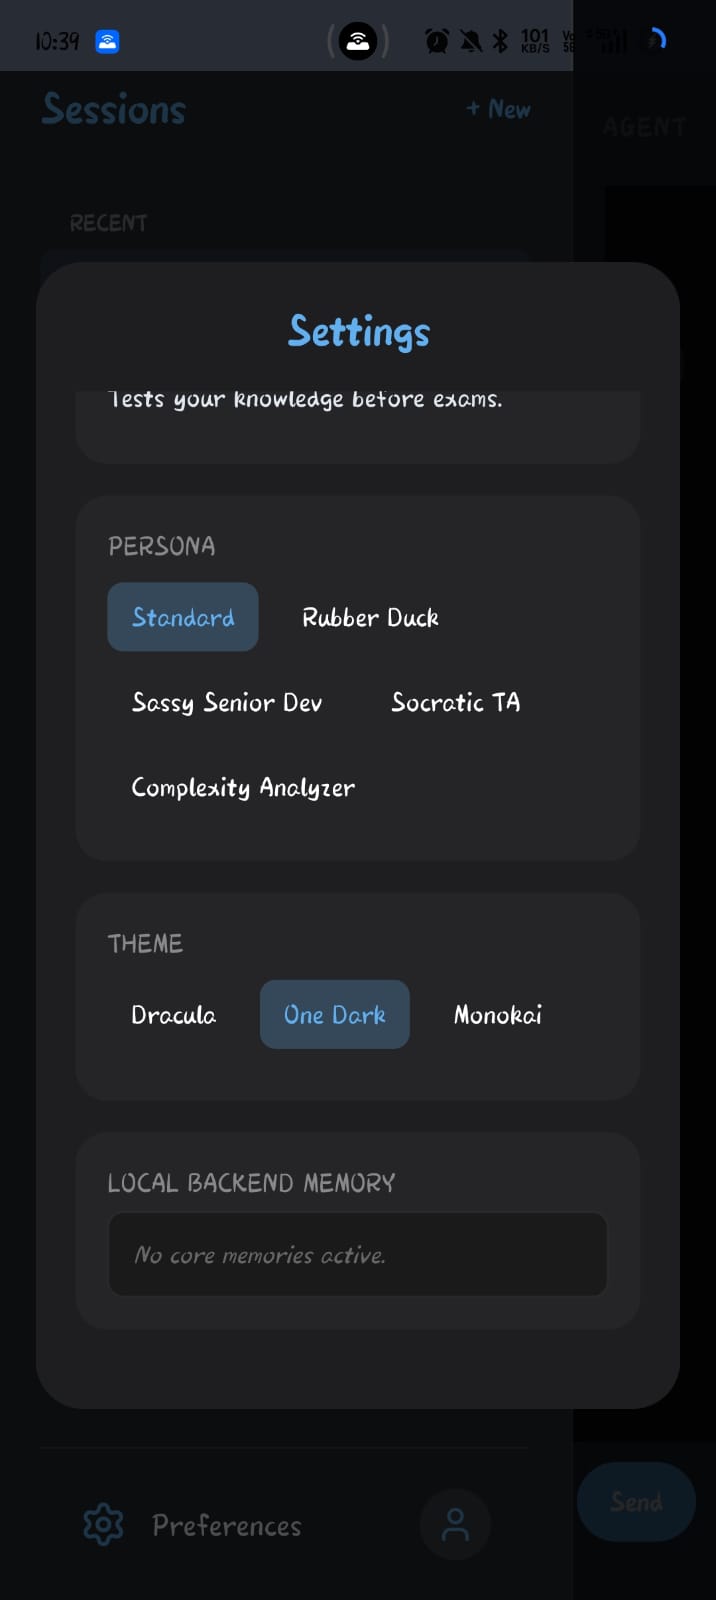 10:39
101
KB/S
Sessions
+ New
AGENT
RECENT
Settings
Tests your knowledge before exams.
PERSONA
Standard
Rubber Duck
Sassy Senior Dev
Socratic TA
Complexity Analyzer
THEME
Dracula
One Dark
Monokai
LOCAL BACKEND MEMORY
No core memories active.
Preferences
Send